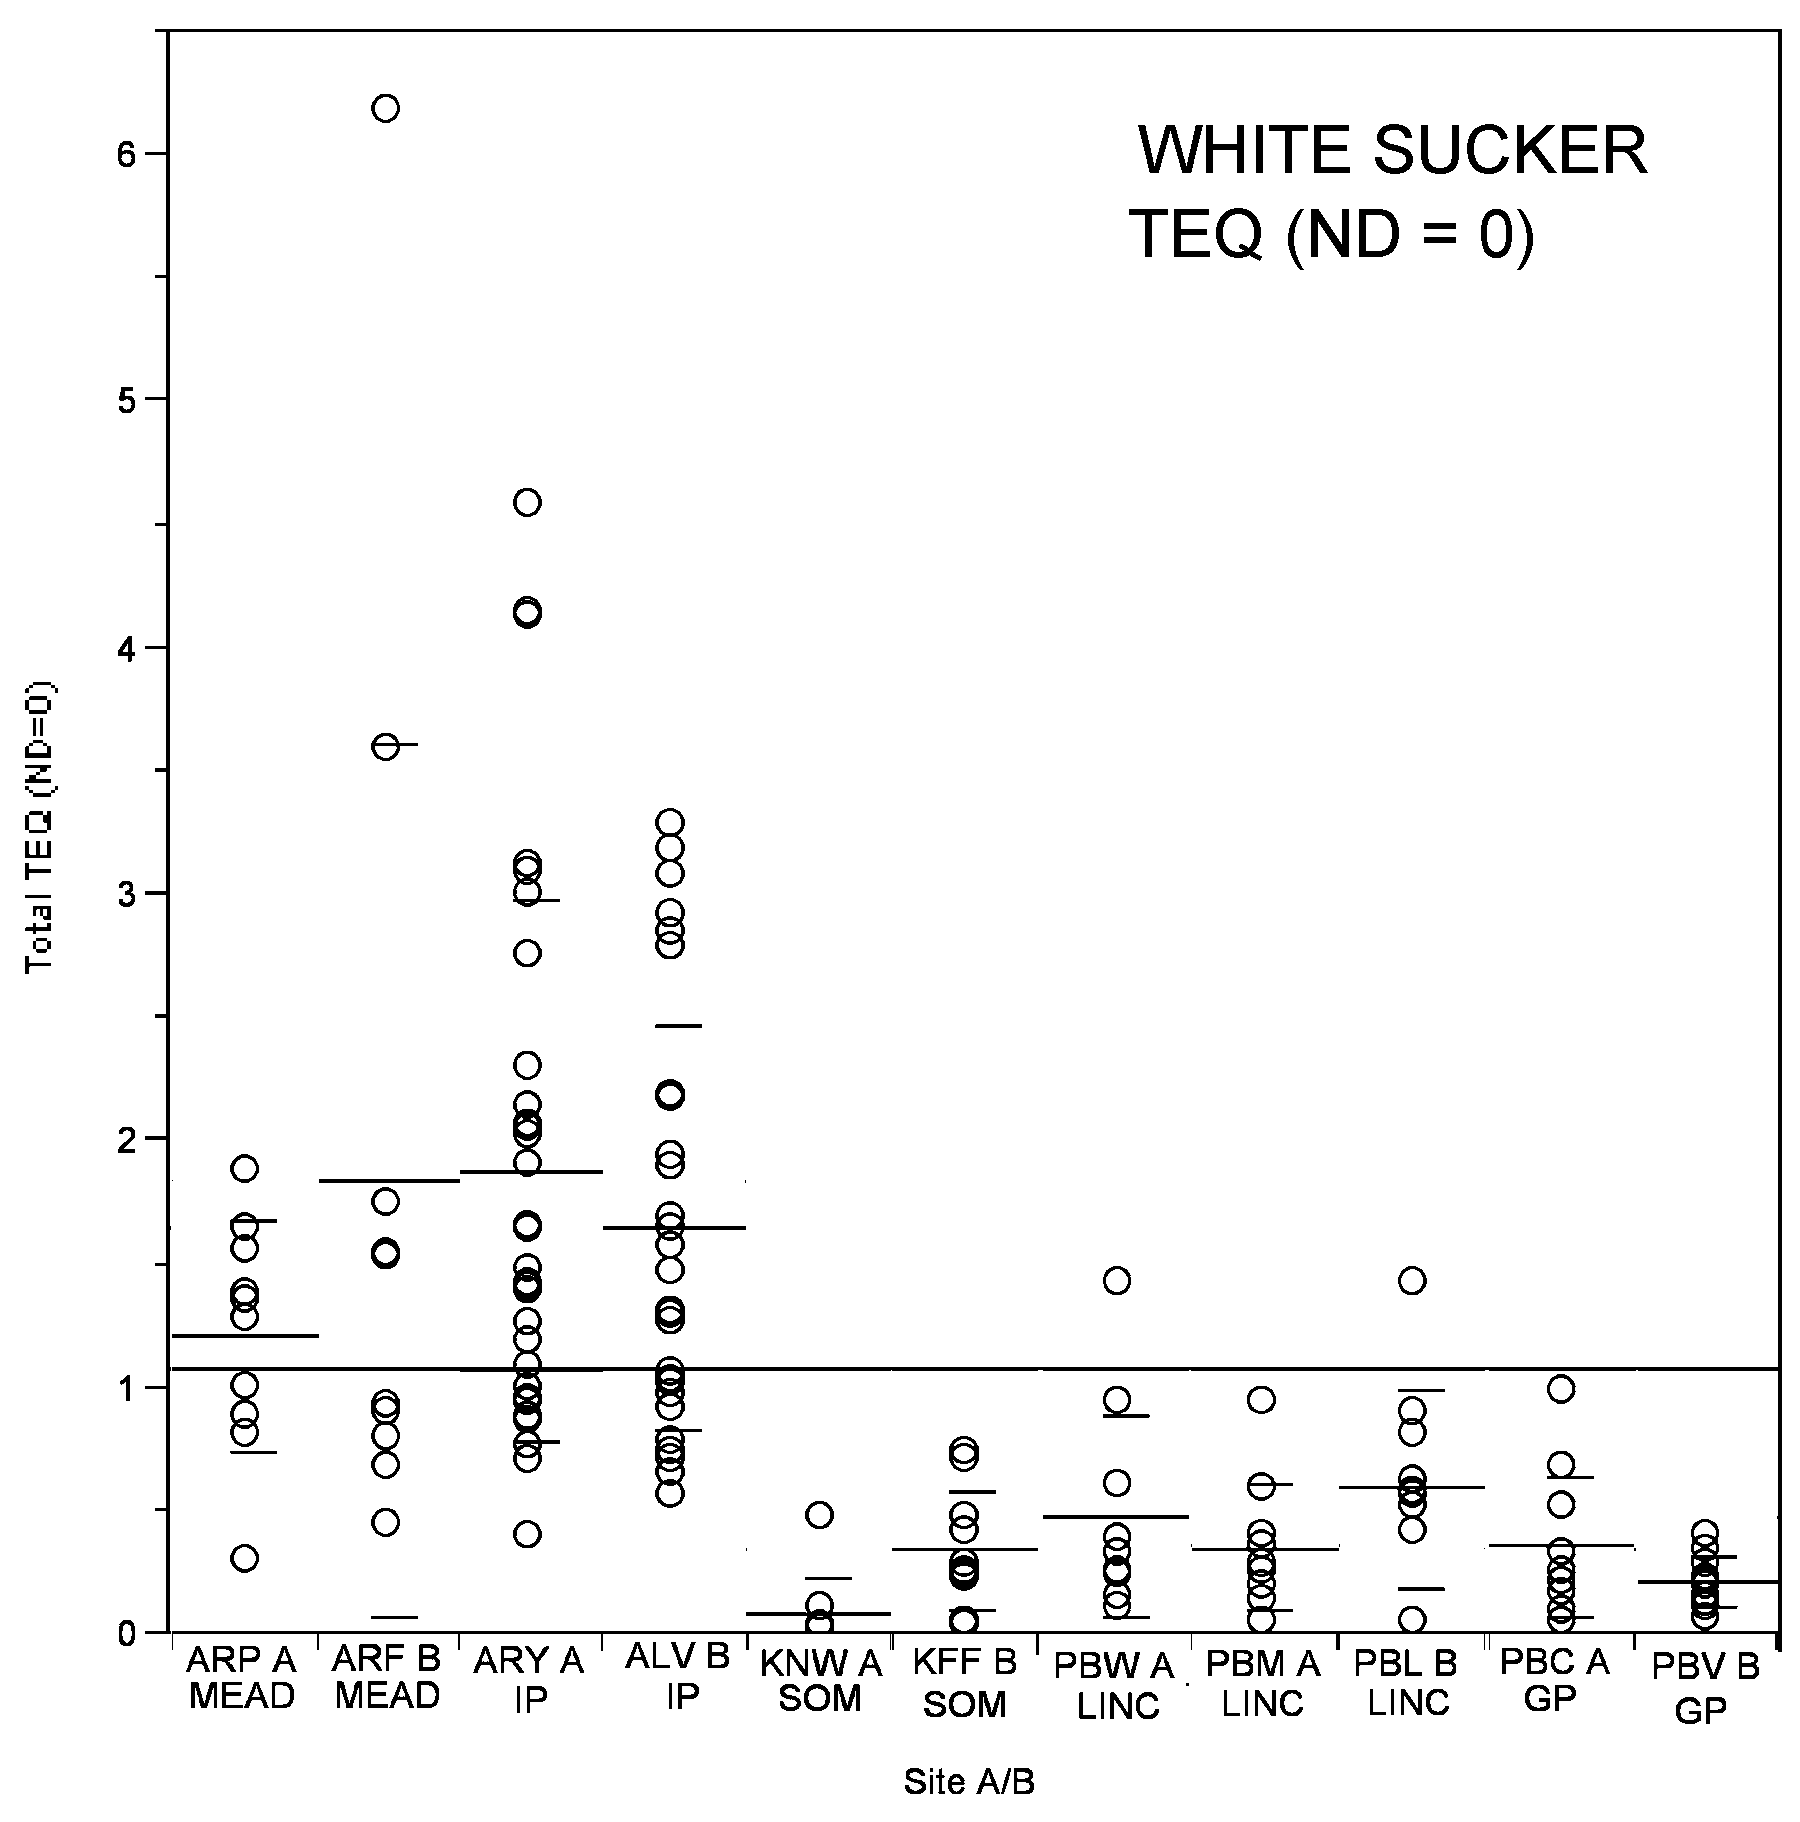 WHITE SUCKER
TEQ (ND = 0)
Total TEQ (ND=0)
6
5
4
3
2
1
0
ARP A
MEAD
ARF B
MEAD
ARY A
IP
ALV B
IP
KNW A
SOM
KFF B
SOM
PBW A
LINC
PBM A
LINC
PBL B
LINC
PBC A
GP
PBV B
GP
Site A/B